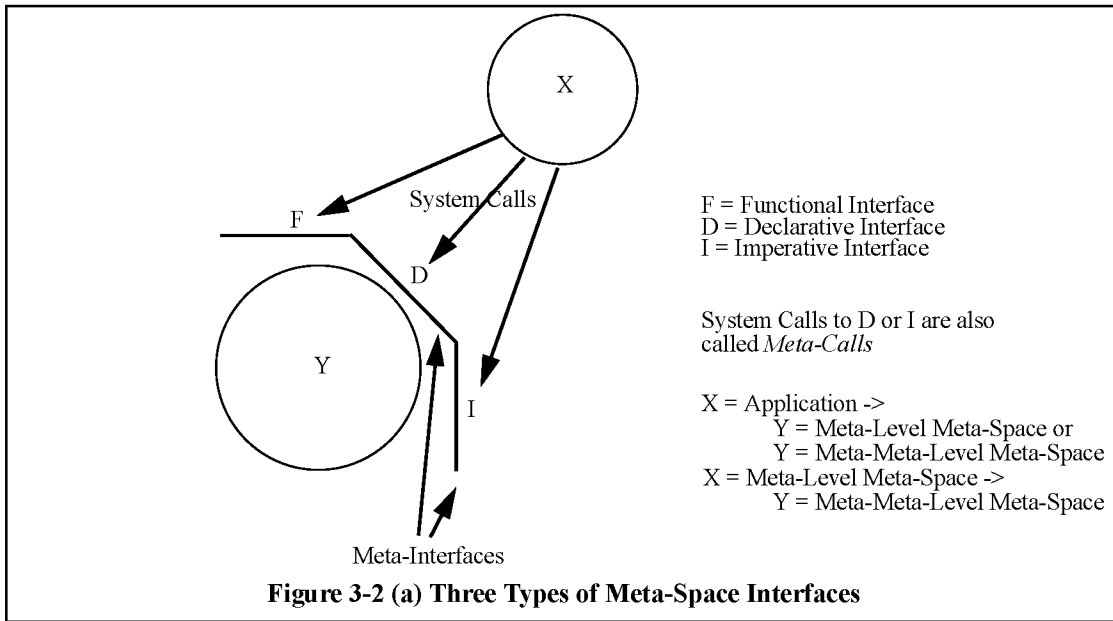 X
System Calls
F
D
Y
I
Meta-Interfaces
F = Functional Interface
D = Declarative Interface
I = Imperative Interface
System Calls to D or I are also
called Meta-Calls
X = Application ->
Y = Meta-Level Meta-Space or
Y = Meta-Meta-Level Meta-Space
X = Meta-Level Meta-Space ->
Y = Meta-Meta-Level Meta-Space
Figure 3-2 (a) Three Types of Meta-Space Interfaces